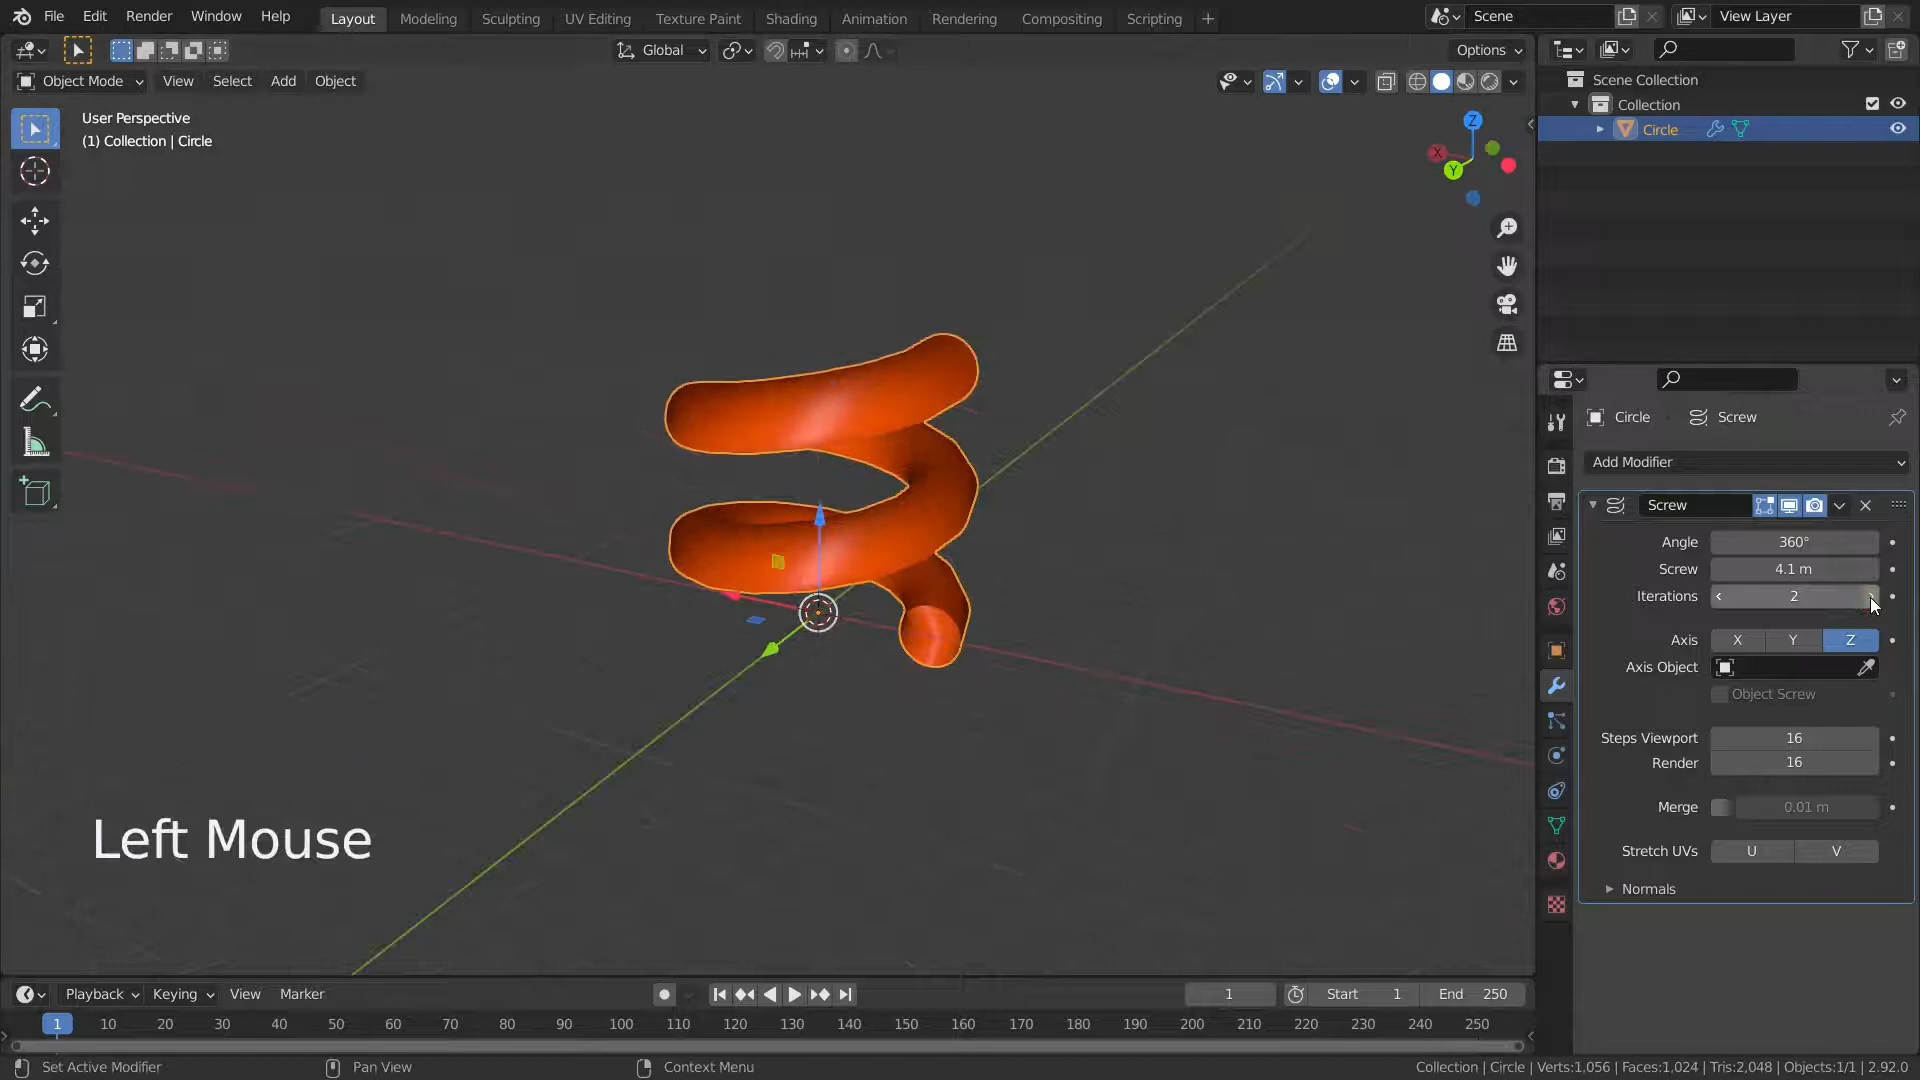 File Edit Render Window Help Layout Modeling Sculpting UV Editing Texture Paint Shading Animation Rendering Compositing Scripting + Scene View Layer
Global Options
Object Mode View Select Add Object
User Perspective
(1) Collection | Circle
Z
X
Y
Scene Collection
Collection
Circle
Circle Screw
Add Modifier
Screw
Angle 360°
Screw 4.1 m
Iterations 2
Axis X Y Z
Axis Object
Object Screw
Steps Viewport 16
Render 16
Merge 0.01 m
Stretch UVs U V
Normals
Left Mouse
Playback Keying View Marker 1 Start 1 End 250
1 10 20 30 40 50 60 70 80 90 100 110 120 130 140 150 160 170 180 190 200 210 220 230 240 250
Set Active Modifier Pan View Context Menu Collection | Circle | Verts:1,056 | Faces:1,024 | Tris:2,048 | Objects:1/1 | 2.92.0